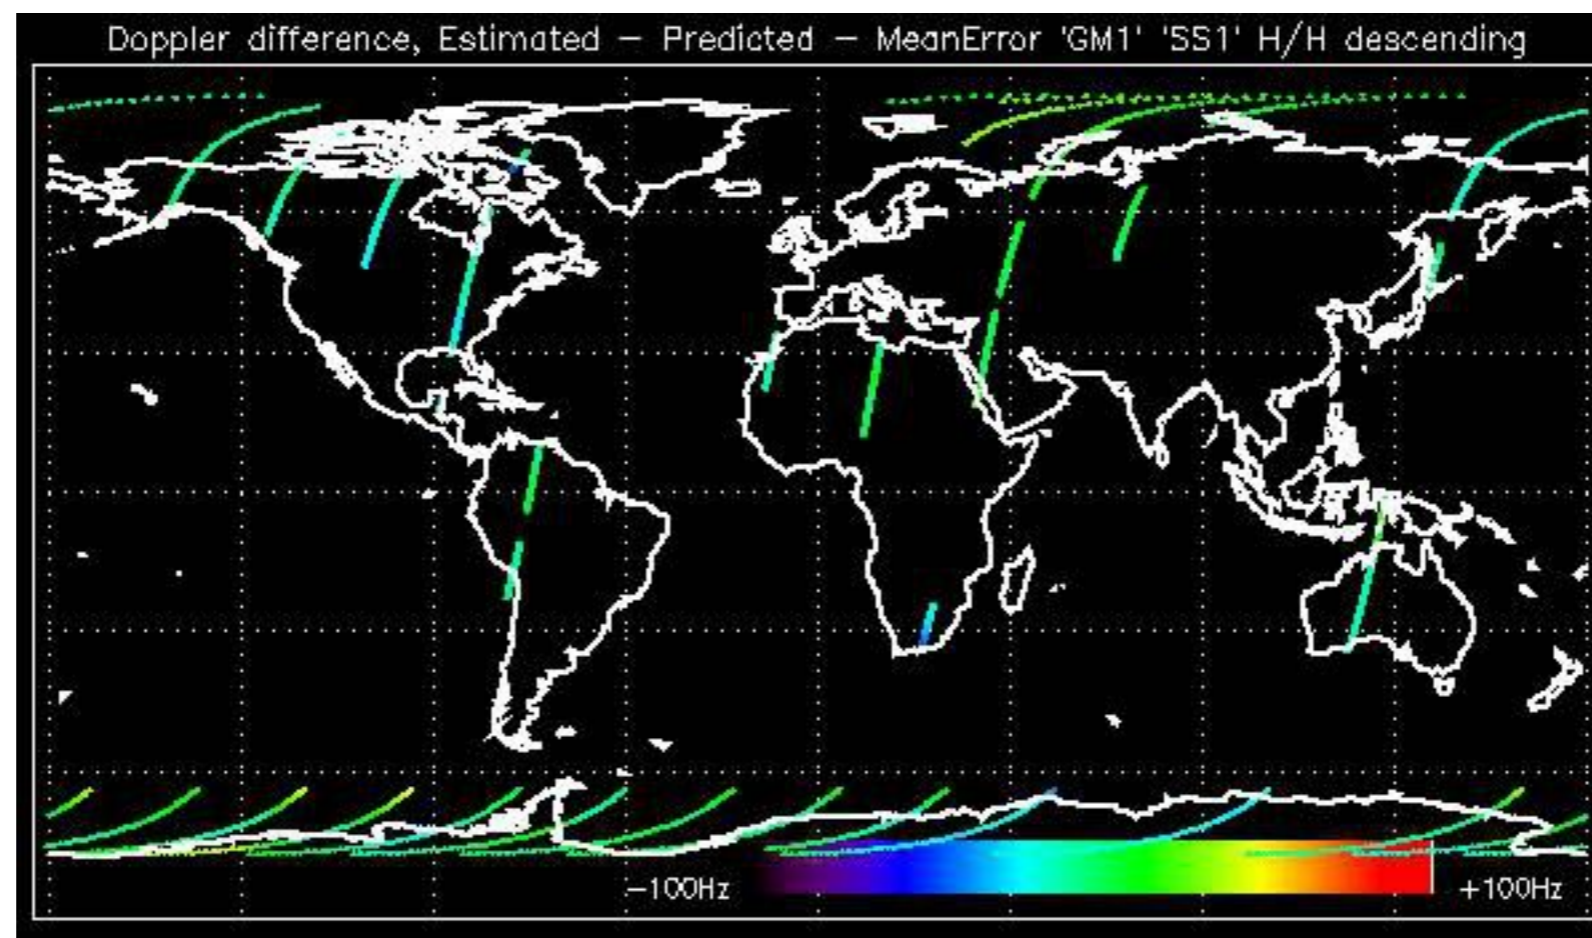 Doppler difference, Estimated – Predicted – MeanError 'GM1' 'SS1' H/H descending
–100Hz
+100Hz